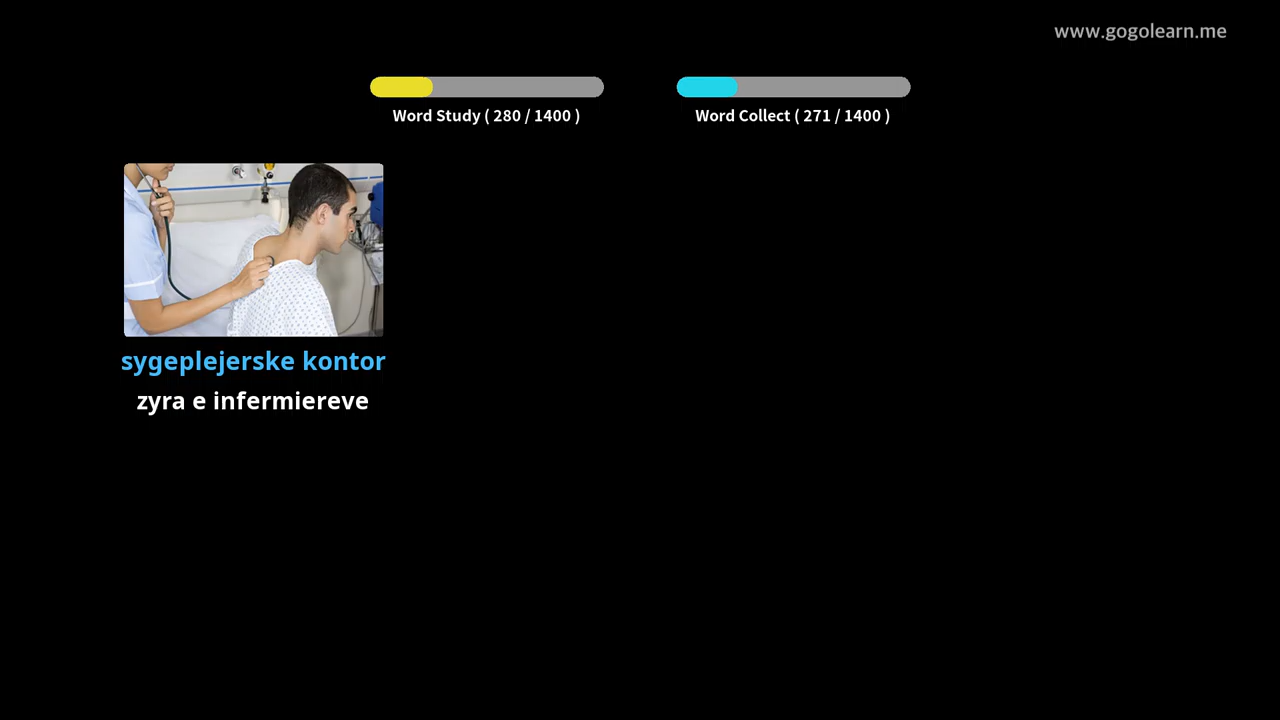 www.gogolearn.me
Word Study ( 280 / 1400 )
Word Collect ( 271 / 1400 )
sygeplejerske kontor
zyra e infermiereve